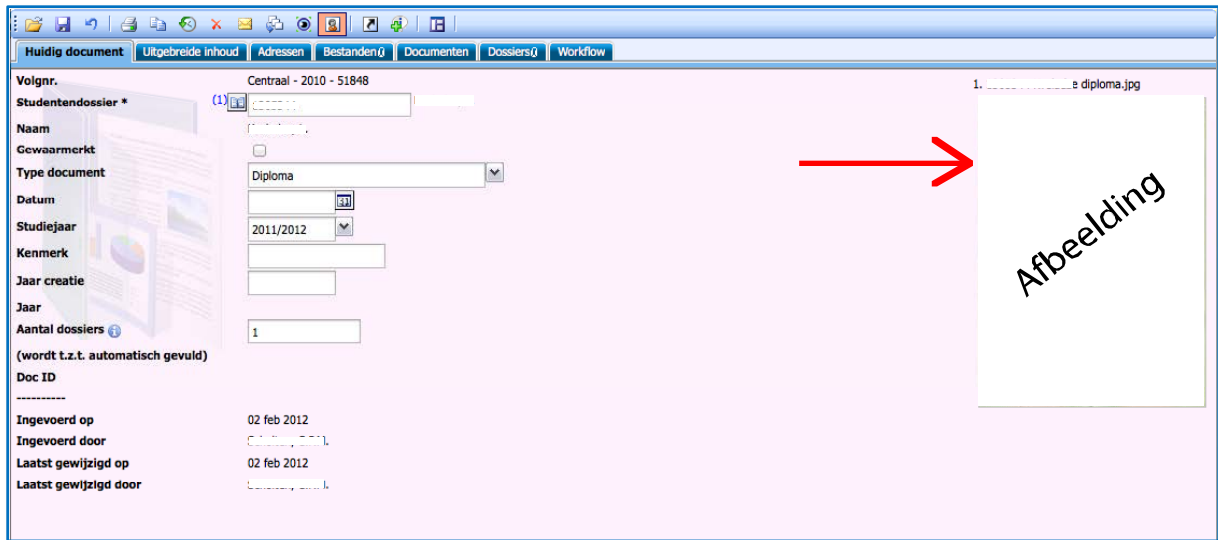 Huidig document Uitgebreide inhoud Adressen Bestanden() Documenten Dossiers() Workflow
Volgnr. Centraal - 2010 - 51848
1. e diploma.jpg
Studentendossier * (1)
Naam
Gewaarmerkt
Type document Diploma
Datum 31
Studiejaar 2011/2012
Kenmerk
Jaar creatie
Jaar
Aantal dossiers 1
(wordt t.z.t. automatisch gevuld)
Doc ID
----------
Ingevoerd op 02 feb 2012
Ingevoerd door
Laatst gewijzigd op 02 feb 2012
Laatst gewijzigd door
Afbeelding